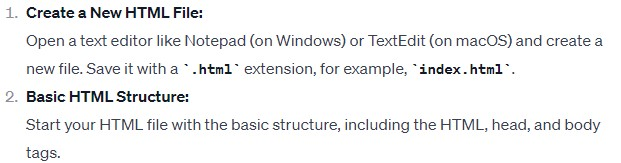 1. Create a New HTML File:
Open a text editor like Notepad (on Windows) or TextEdit (on macOS) and create a
new file. Save it with a `.html` extension, for example, `index.html`.
2. Basic HTML Structure:
Start your HTML file with the basic structure, including the HTML, head, and body
tags.